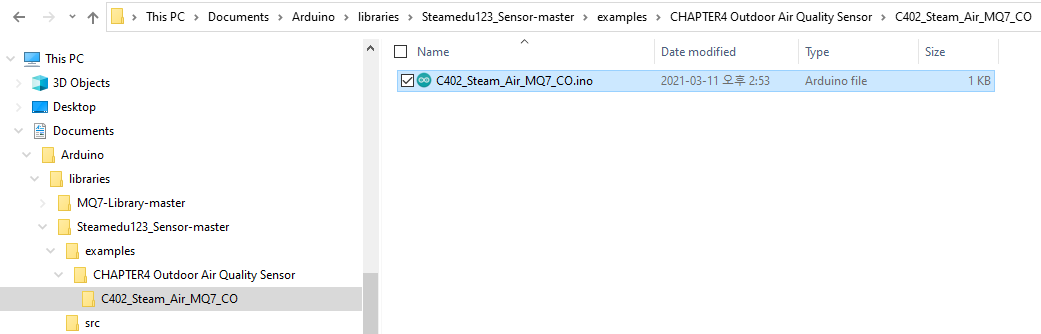 This PC > Documents > Arduino > libraries > Steamedu123_Sensor-master > examples > CHAPTER4 Outdoor Air Quality Sensor > C402_Steam_Air_MQ7_CO
Name Date modified Type Size
C402_Steam_Air_MQ7_CO.ino 2021-03-11 오후 2:53 Arduino file 1 KB
This PC
3D Objects
Desktop
Documents
Arduino
libraries
MQ7-Library-master
Steamedu123_Sensor-master
examples
CHAPTER4 Outdoor Air Quality Sensor
C402_Steam_Air_MQ7_CO
src